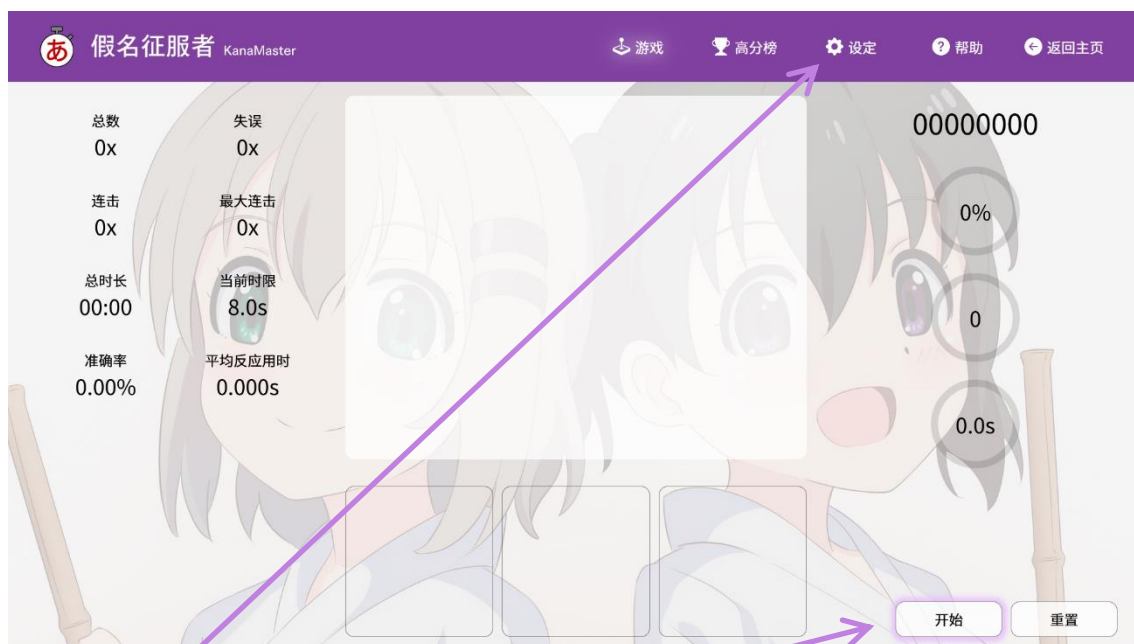 あ 假名征服者 KanaMaster 游戏 高分榜 设定 ? 帮助 返回主页
总数 失误
0x 0x
连击 最大连击
0x 0x
总时长 当前时限
00:00 8.0s
准确率 平均反应用时
0.00% 0.000s
00000000
0%
0
0.0s
开始 重置